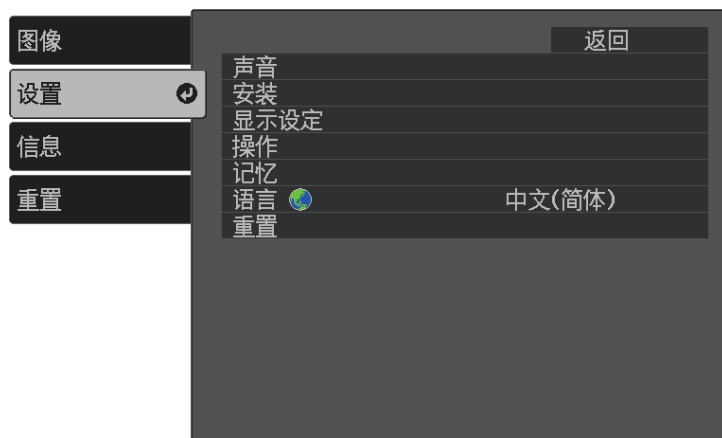 图像
设置
信息
重置
返回
声音
安装
显示设定
操作
记忆
语言 中文(简体)
重置